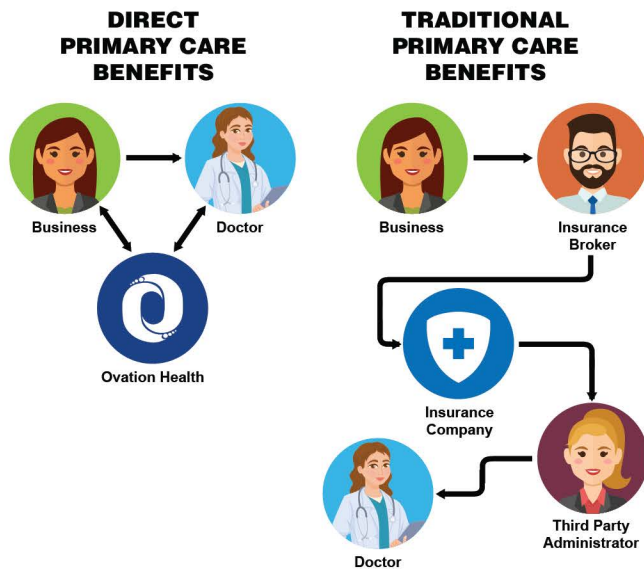 DIRECT
PRIMARY CARE
BENEFITS
Business
Doctor
Ovation Health
TRADITIONAL
PRIMARY CARE
BENEFITS
Business
Insurance
Broker
Insurance
Company
Third Party
Administrator
Doctor